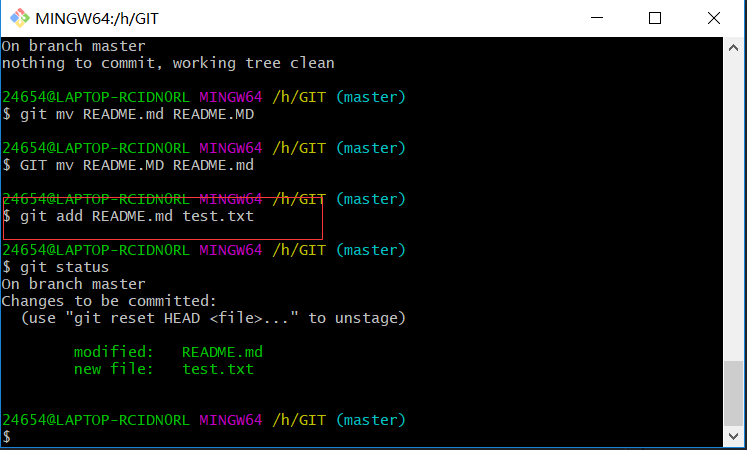 MINGW64:/h/GIT
On branch master
nothing to commit, working tree clean
24654@LAPTOP-RCIDNORL MINGW64 /h/GIT (master)
$ git mv README.md README.MD
24654@LAPTOP-RCIDNORL MINGW64 /h/GIT (master)
$ GIT mv README.MD README.md
24654@LAPTOP-RCIDNORL MINGW64 /h/GIT (master)
$ git add README.md test.txt
24654@LAPTOP-RCIDNORL MINGW64 /h/GIT (master)
$ git status
On branch master
Changes to be committed:
  (use "git reset HEAD <file>..." to unstage)
        modified:   README.md
        new file:   test.txt
24654@LAPTOP-RCIDNORL MINGW64 /h/GIT (master)
$